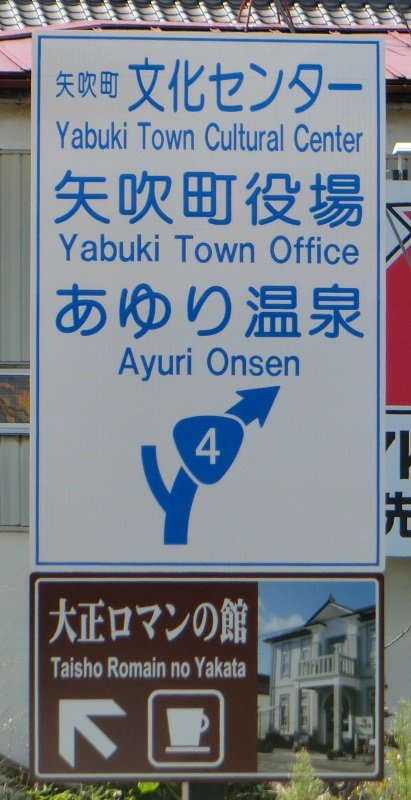 矢吹町 文化センター
Yabuki Town Cultural Center
矢吹町役場
Yabuki Town Office
あゆり温泉
Ayuri Onsen
4
大正ロマンの館
Taisho Romain no Yakata
先